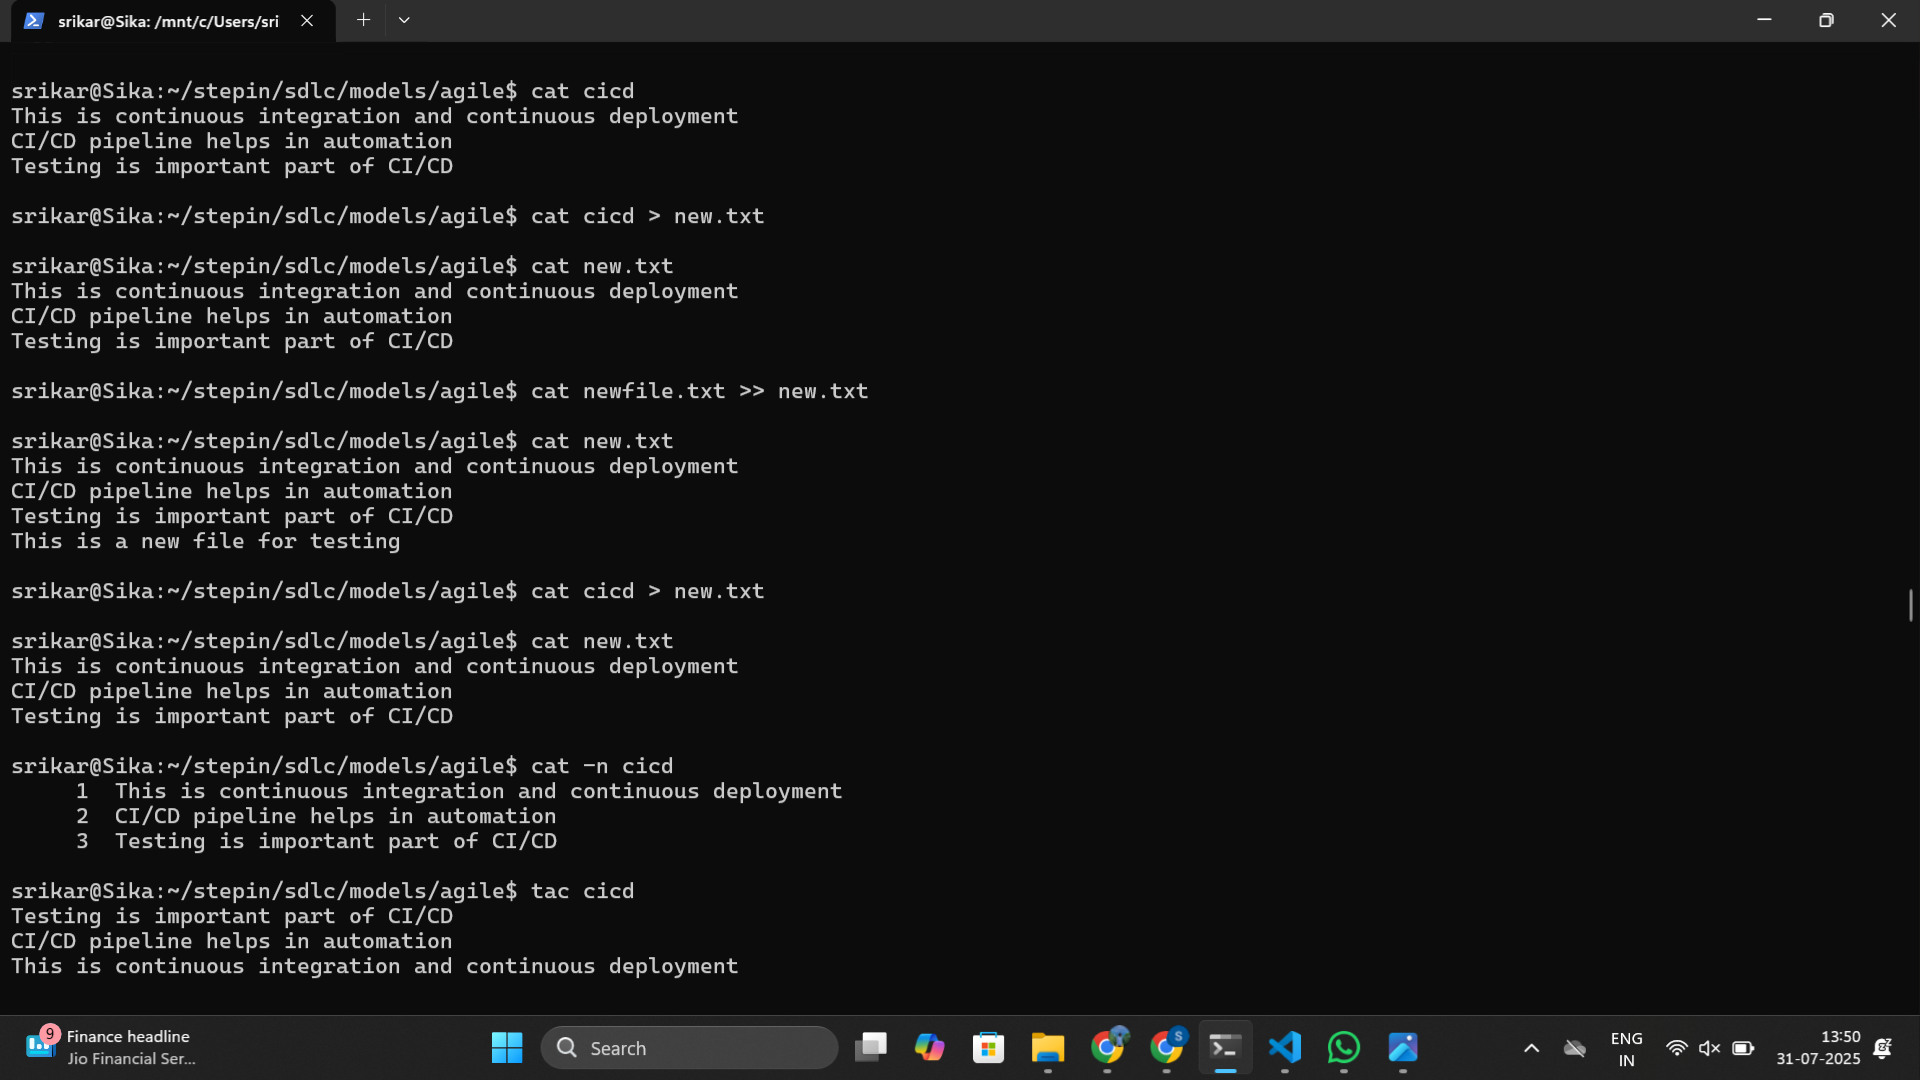 srikar@Sika: /mnt/c/Users/sri
srikar@Sika:~/stepin/sdlc/models/agile$ cat cicd
This is continuous integration and continuous deployment
CI/CD pipeline helps in automation
Testing is important part of CI/CD
srikar@Sika:~/stepin/sdlc/models/agile$ cat cicd > new.txt
srikar@Sika:~/stepin/sdlc/models/agile$ cat new.txt
This is continuous integration and continuous deployment
CI/CD pipeline helps in automation
Testing is important part of CI/CD
srikar@Sika:~/stepin/sdlc/models/agile$ cat newfile.txt >> new.txt
srikar@Sika:~/stepin/sdlc/models/agile$ cat new.txt
This is continuous integration and continuous deployment
CI/CD pipeline helps in automation
Testing is important part of CI/CD
This is a new file for testing
srikar@Sika:~/stepin/sdlc/models/agile$ cat cicd > new.txt
srikar@Sika:~/stepin/sdlc/models/agile$ cat new.txt
This is continuous integration and continuous deployment
CI/CD pipeline helps in automation
Testing is important part of CI/CD
srikar@Sika:~/stepin/sdlc/models/agile$ cat -n cicd
1 This is continuous integration and continuous deployment
2 CI/CD pipeline helps in automation
3 Testing is important part of CI/CD
srikar@Sika:~/stepin/sdlc/models/agile$ tac cicd
Testing is important part of CI/CD
CI/CD pipeline helps in automation
This is continuous integration and continuous deployment
9
Finance headline
Jio Financial Ser...
Search
S
ENG
IN
13:50
31-07-2025